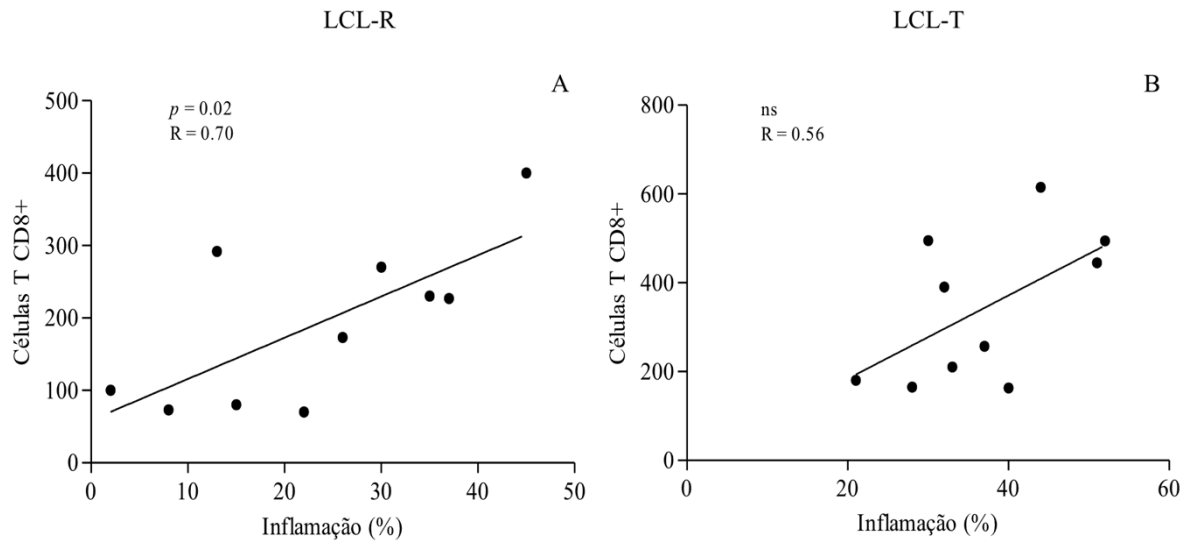 LCL-R
A
p = 0.02
R = 0.70
500
400
300
200
100
0
Células T CD8+
0 10 20 30 40 50
Inflamação (%)
LCL-T
B
ns
R = 0.56
800
600
400
200
0
Células T CD8+
0 20 40 60
Inflamação (%)